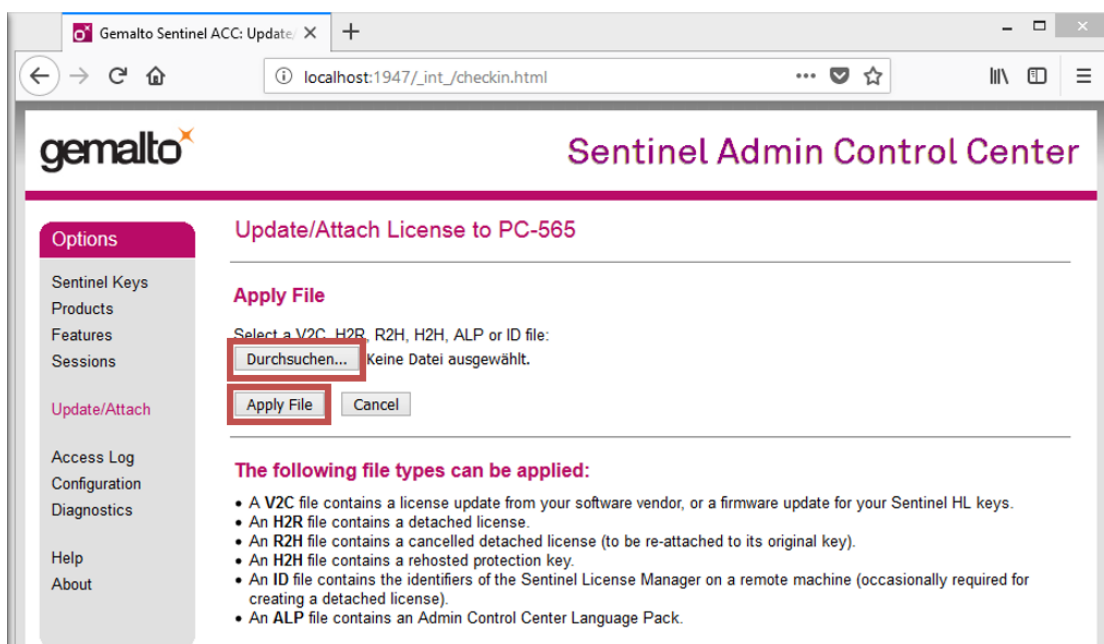 Gemalto Sentinel ACC: Update/
localhost:1947/_int_/checkin.html
gemalto
Sentinel Admin Control Center
Options
Sentinel Keys
Products
Features
Sessions
Update/Attach
Access Log
Configuration
Diagnostics
Help
About
Update/Attach License to PC-565
Apply File
Select a V2C, H2R, R2H, H2H, ALP or ID file:
Durchsuchen... Keine Datei ausgewählt.
Apply File Cancel
The following file types can be applied:
• A V2C file contains a license update from your software vendor, or a firmware update for your Sentinel HL keys.
• An H2R file contains a detached license.
• An R2H file contains a cancelled detached license (to be re-attached to its original key).
• An H2H file contains a rehosted protection key.
• An ID file contains the identifiers of the Sentinel License Manager on a remote machine (occasionally required for
creating a detached license).
• An ALP file contains an Admin Control Center Language Pack.